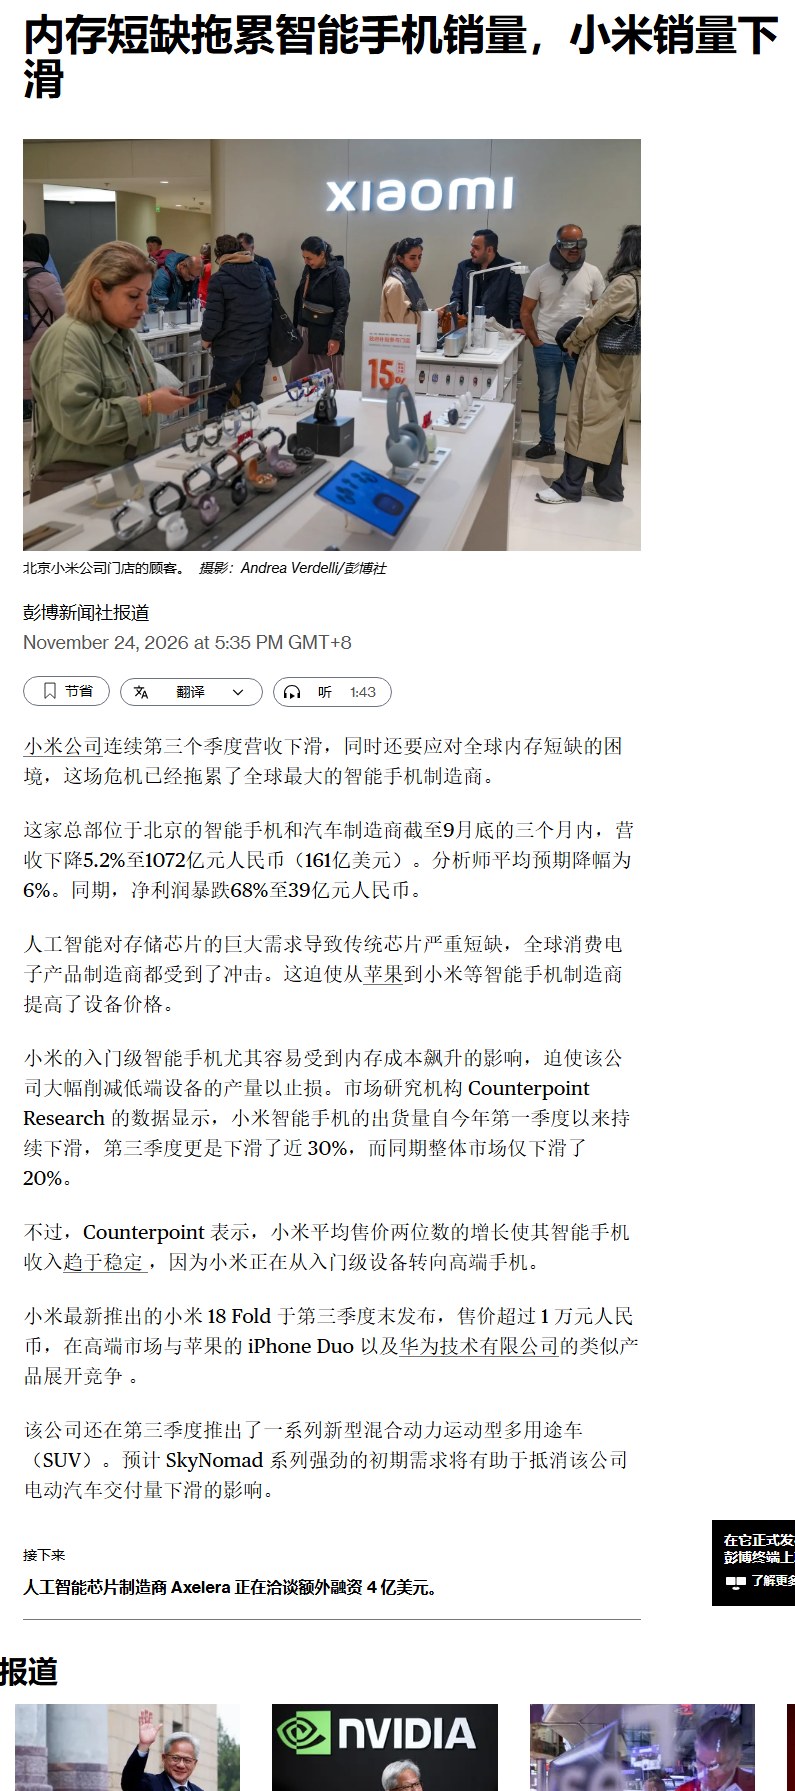 内存短缺拖累智能手机销量，小米销量下
滑
xiaomi
15%
北京小米公司门店的顾客。 摄影：Andrea Verdelli/彭博社
彭博新闻社报道
November 24, 2026 at 5:35 PM GMT+8
节省 翻译 听 1:43
小米公司连续第三个季度营收下滑，同时还要应对全球内存短缺的困
境，这场危机已经拖累了全球最大的智能手机制造商。
这家总部位于北京的智能手机和汽车制造商截至9月底的三个月内，营
收下降5.2%至1072亿元人民币（161亿美元）。分析师平均预期降幅为
6%。同期，净利润暴跌68%至39亿元人民币。
人工智能对存储芯片的巨大需求导致传统芯片严重短缺，全球消费电
子产品制造商都受到了冲击。这迫使从苹果到小米等智能手机制造商
提高了设备价格。
小米的入门级智能手机尤其容易受到内存成本飙升的影响，迫使该公
司大幅削减低端设备的产量以止损。市场研究机构 Counterpoint
Research 的数据显示，小米智能手机的出货量自今年第一季度以来持
续下滑，第三季度更是下滑了近 30%，而同期整体市场仅下滑了
20%。
不过，Counterpoint 表示，小米平均售价两位数的增长使其智能手机
收入趋于稳定 ，因为小米正在从入门级设备转向高端手机。
小米最新推出的小米 18 Fold 于第三季度末发布，售价超过 1 万元人民
币，在高端市场与苹果的 iPhone Duo 以及华为技术有限公司的类似产
品展开竞争 。
该公司还在第三季度推出了一系列新型混合动力运动型多用途车
（SUV）。预计 SkyNomad 系列强劲的初期需求将有助于抵消该公司
电动汽车交付量下滑的影响。
在它正式发
彭博终端上
了解更多
接下来
人工智能芯片制造商 Axelera 正在洽谈额外融资 4 亿美元。
报道
NVIDIA